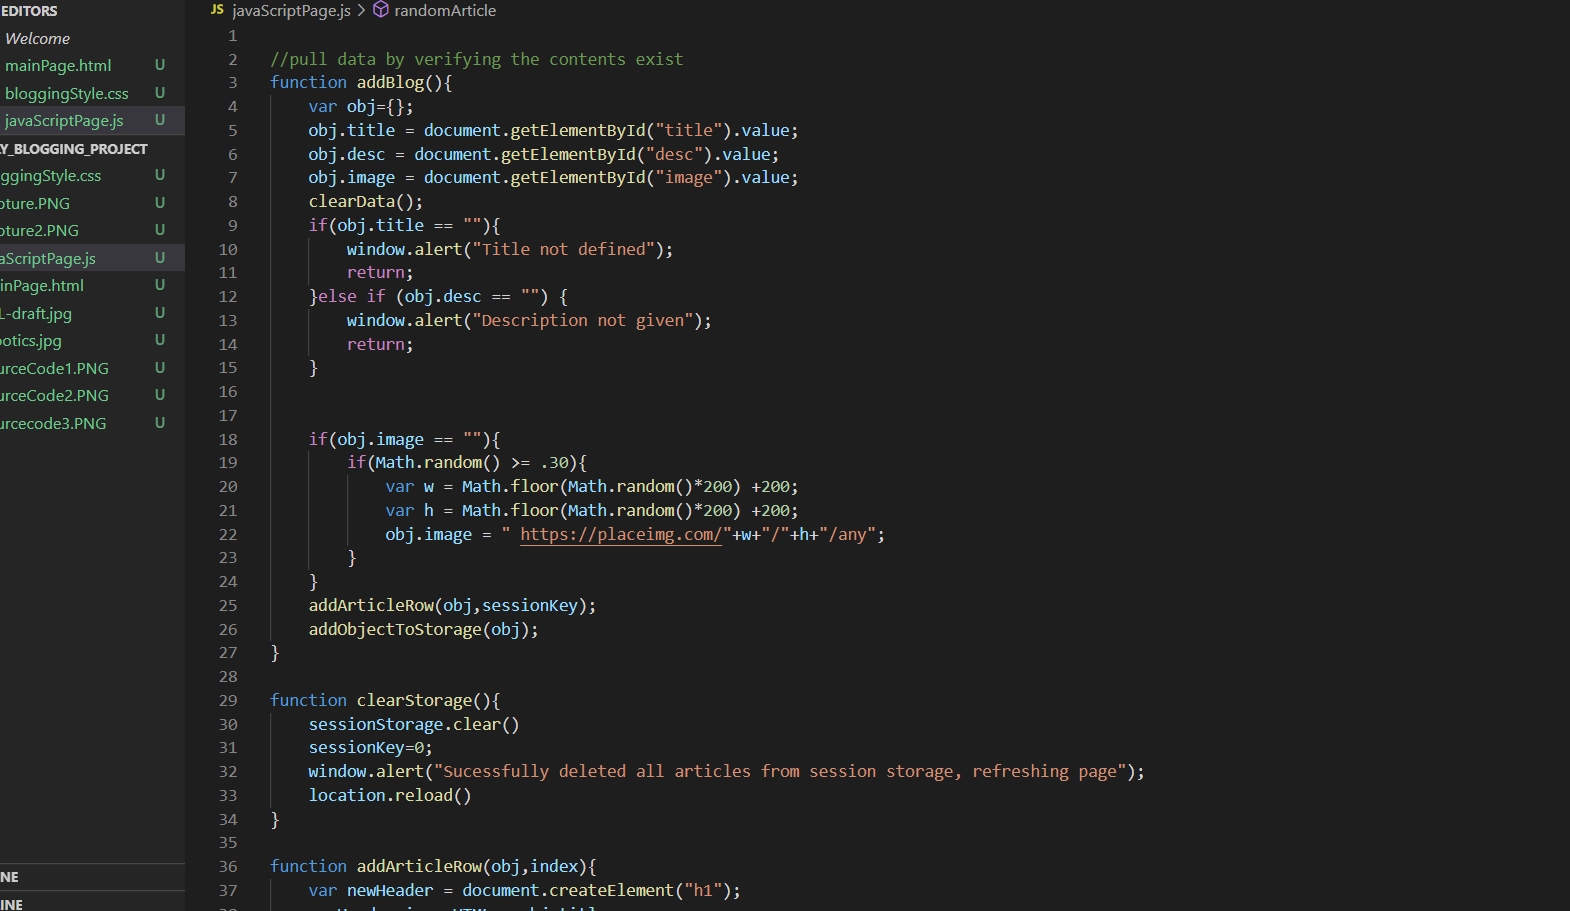 EDITORS
JS javaScriptPage.js > randomArticle
Welcome
mainPage.html U
bloggingStyle.css U
javaScriptPage.js U
Y_BLOGGING_PROJECT
ggingStyle.css U
pture.PNG U
pture2.PNG U
aScriptPage.js U
inPage.html U
L-draft.jpg U
otics.jpg U
urceCode1.PNG U
urceCode2.PNG U
urcecode3.PNG U
NE
INE
1
2 //pull data by verifying the contents exist
3 function addBlog(){
4 var obj={};
5 obj.title = document.getElementById("title").value;
6 obj.desc = document.getElementById("desc").value;
7 obj.image = document.getElementById("image").value;
8 clearData();
9 if(obj.title == ""){
10 window.alert("Title not defined");
11 return;
12 }else if (obj.desc == "") {
13 window.alert("Description not given");
14 return;
15 }
16
17
18 if(obj.image == ""){
19 if(Math.random() >= .30){
20 var w = Math.floor(Math.random()*200) +200;
21 var h = Math.floor(Math.random()*200) +200;
22 obj.image = " https://placeimg.com/"+w+"/"+h+"/any";
23 }
24 }
25 addArticleRow(obj,sessionKey);
26 addObjectToStorage(obj);
27 }
28
29 function clearStorage(){
30 sessionStorage.clear()
31 sessionKey=0;
32 window.alert("Sucessfully deleted all articles from session storage, refreshing page");
33 location.reload()
34 }
35
36 function addArticleRow(obj,index){
37 var newHeader = document.createElement("h1");